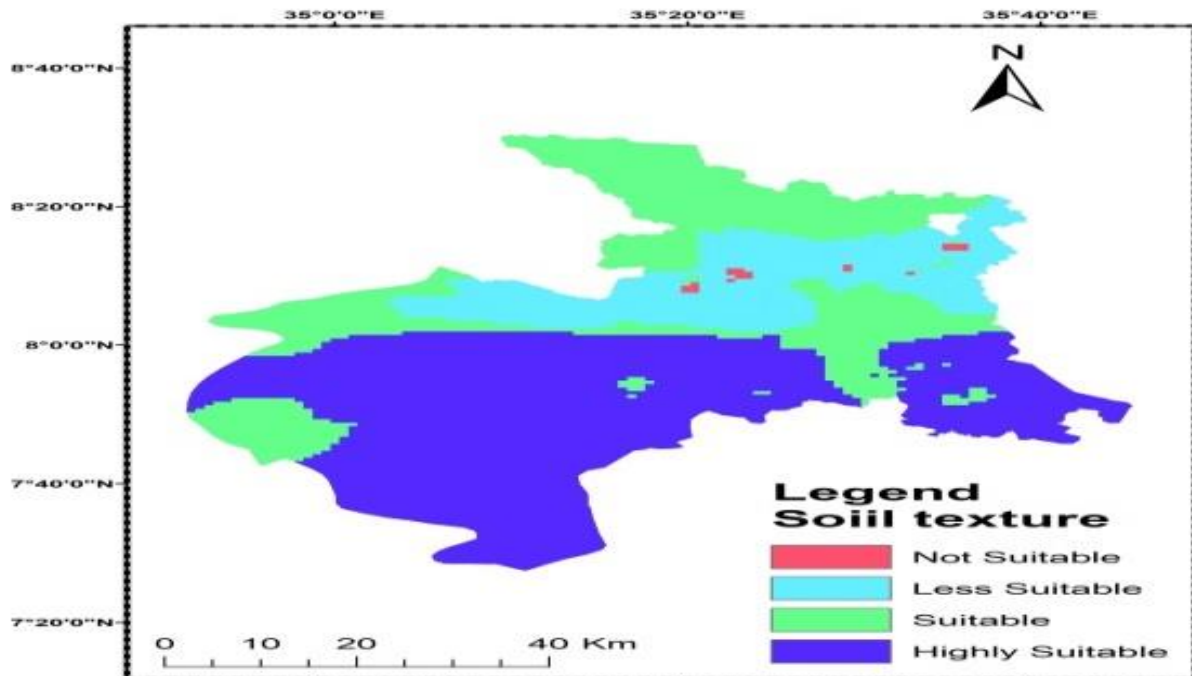 35°0'0"E 35°20'0"E 35°40'0"E
N
8°40'0"N
8°20'0"N
8°0'0"N
7°40'0"N
7°20'0"N
Legend
Soiil texture
Not Suitable
Less Suitable
Suitable
Highly Suitable
0 10 20 40 Km